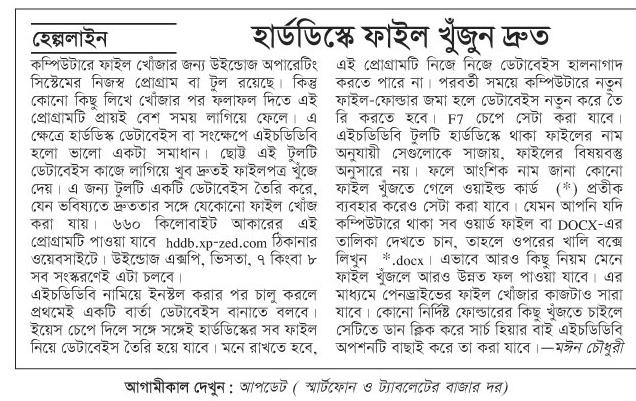 হেল্পলাইন
হার্ডডিস্কে ফাইল খুঁজুন দ্রুত
কম্পিউটারে ফাইল খোঁজার জন্য উইন্ডোজ অপারেটিং
সিস্টেমের নিজস্ব প্রোগ্রাম বা টুল রয়েছে। কিন্তু
কোনো কিছু লিখে খোঁজার পর ফলাফল দিতে এই
প্রোগ্রামটি প্রায়ই বেশ সময় লাগিয়ে ফেলে। এ
ক্ষেত্রে হার্ডডিস্ক ডেটাবেইস বা সংক্ষেপে এইচডিডিবি
হলো ভালো একটা সমাধান। ছোট্ট এই টুলটি
ডেটাবেইস কাজে লাগিয়ে খুব দ্রুতই ফাইলপত্র খুঁজে
দেয়। এ জন্য টুলটি একটি ডেটাবেইস তৈরি করে,
যেন ভবিষ্যতে দ্রুততার সঙ্গে যেকোনো ফাইল খোঁজ
করা যায়। ৬৬০ কিলোবাইট আকারের এই
প্রোগ্রামটি পাওয়া যাবে hddb.xp-zed.com ঠিকানার
ওয়েবসাইটে। উইন্ডোজ এক্সপি, ভিসতা, ৭ কিংবা ৮
সব সংস্করণেই এটা চলবে।
এইচডিডিবি নামিয়ে ইনস্টল করার পর চালু করলে
প্রথমেই একটি বার্তা ডেটাবেইস বানাতে বলবে।
ইয়েস চেপে দিলে সঙ্গে সঙ্গেই হার্ডডিস্কের সব ফাইল
নিয়ে ডেটাবেইস তৈরি হয়ে যাবে। মনে রাখতে হবে,
এই প্রোগ্রামটি নিজে নিজে ডেটাবেইস হালনাগাদ
করতে পারে না। পরবর্তী সময়ে কম্পিউটারে নতুন
ফাইল-ফোল্ডার জমা হলে ডেটাবেইস নতুন করে তৈ
রি করতে হবে। F7 চেপে সেটা করা যাবে।
এইচডিডিবি টুলটি হার্ডডিস্কে থাকা ফাইলের নাম
অনুযায়ী সেগুলোকে সাজায়, ফাইলের বিষয়বস্তু
অনুসারে নয়। ফলে আংশিক নাম জানা কোনো
ফাইল খুঁজতে গেলে ওয়াইল্ড কার্ড (*) প্রতীক
ব্যবহার করেও সেটা করা যাবে। যেমন আপনি যদি
কম্পিউটারে থাকা সব ওয়ার্ড ফাইল বা DOCX-এর
তালিকা দেখতে চান, তাহলে ওপরের খালি বক্সে
লিখুন *.docx। এভাবে আরও কিছু নিয়ম মেনে
ফাইল খুঁজলে আরও উন্নত ফল পাওয়া যাবে। এর
মাধ্যমে পেনড্রাইভের ফাইল খোঁজার কাজটাও সারা
যাবে। কোনো নির্দিষ্ট ফোল্ডারের কিছু খুঁজতে চাইলে
সেটিতে ডান ক্লিক করে সার্চ হিয়ার বাই এইচডিডিবি
অপশনটি বাছাই করে তা করা যাবে।—মঈন চৌধুরী
আগামীকাল দেখুন : আপডেট ( স্মার্টফোন ও ট্যাবলেটের বাজার দর)